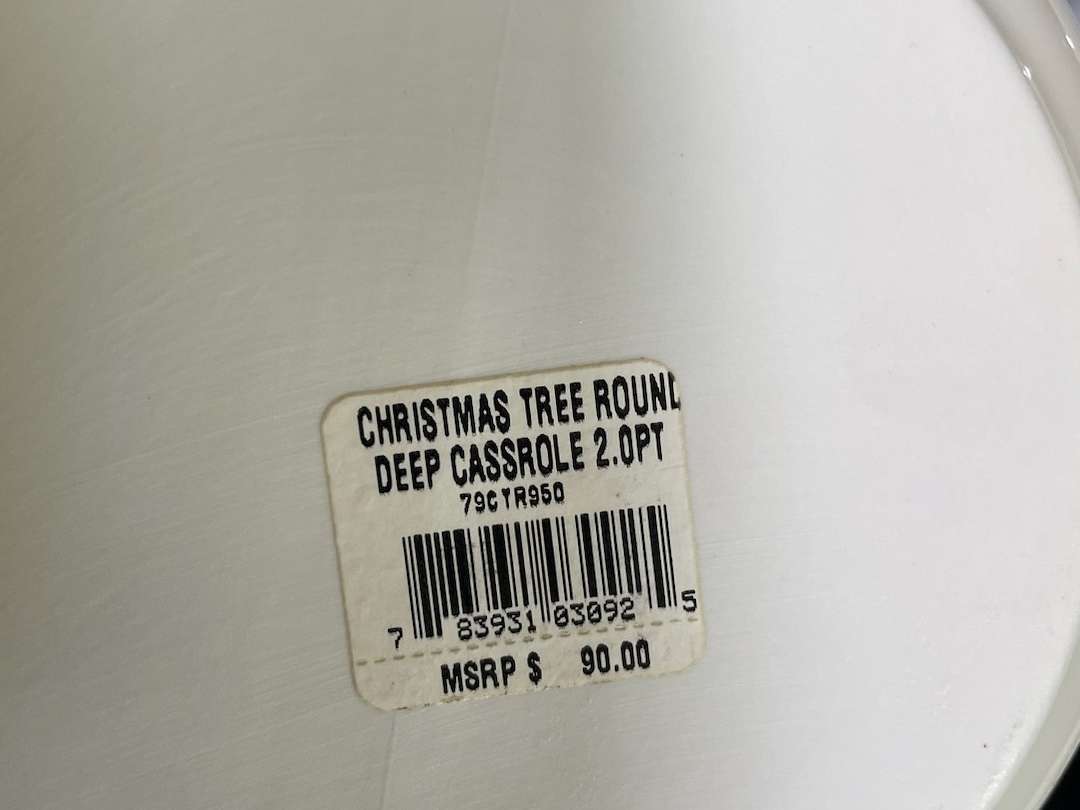 CHRISTMAS TREE ROUND
DEEP CASSROLE 2.0PT
79CTR950
7 83931 03092 5
MSRP $ 90.00